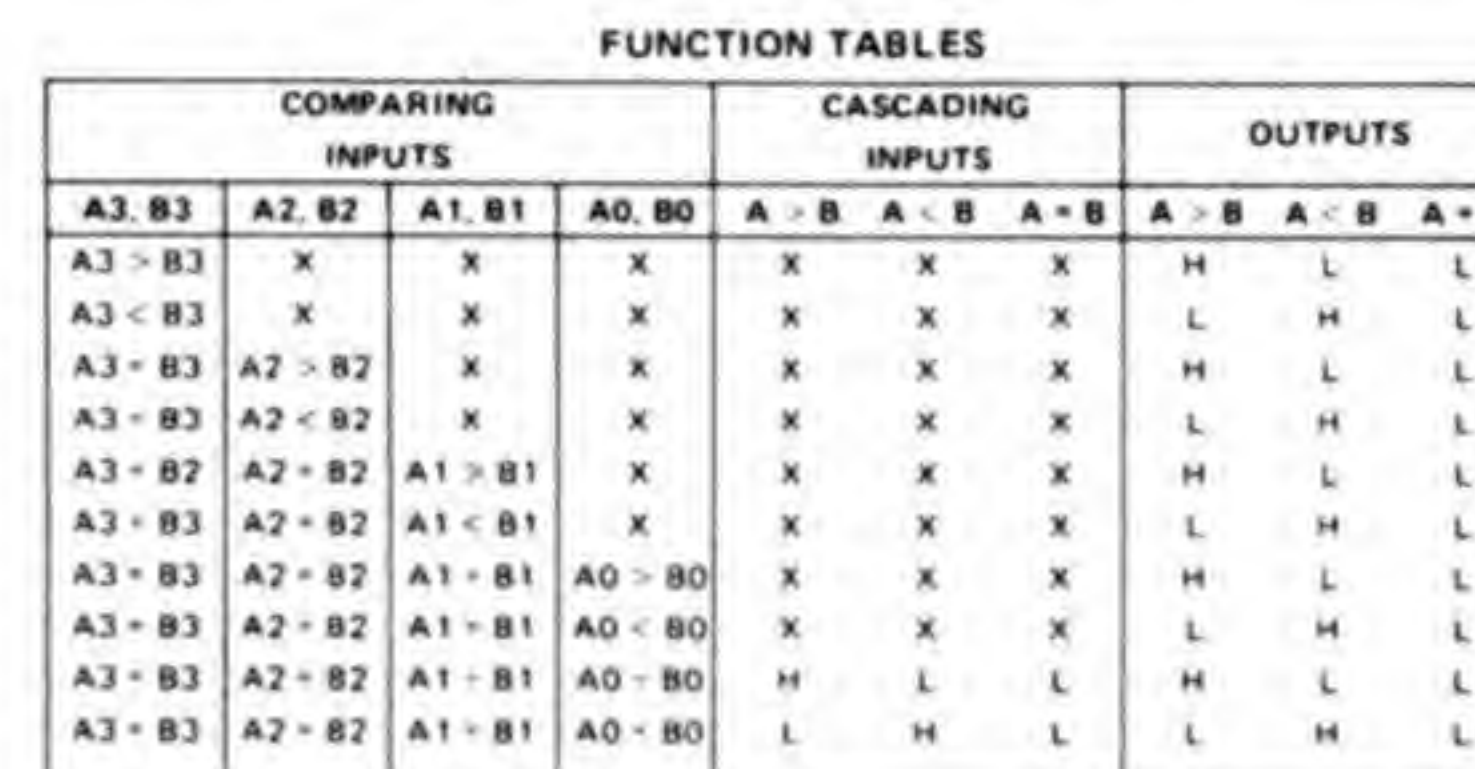 FUNCTION TABLES
COMPARING INPUTS CASCADING INPUTS OUTPUTS
A3, B3 A2, B2 A1, B1 A0, B0 A > B A < B A = B A > B A < B A =
A3 > B3 X X X X X X H L L
A3 < B3 X X X X X X L H L
A3 = B3 A2 > B2 X X X X X H L L
A3 = B3 A2 < B2 X X X X X L H L
A3 = B2 A2 = B2 A1 > B1 X X X X H L L
A3 = B3 A2 = B2 A1 < B1 X X X X L H L
A3 = B3 A2 = B2 A1 = B1 A0 > B0 X X X H L L
A3 = B3 A2 = B2 A1 = B1 A0 < B0 X X X L H L
A3 = B3 A2 = B2 A1 = B1 A0 = B0 H L L H L L
A3 = B3 A2 = B2 A1 = B1 A0 = B0 L H L L H L